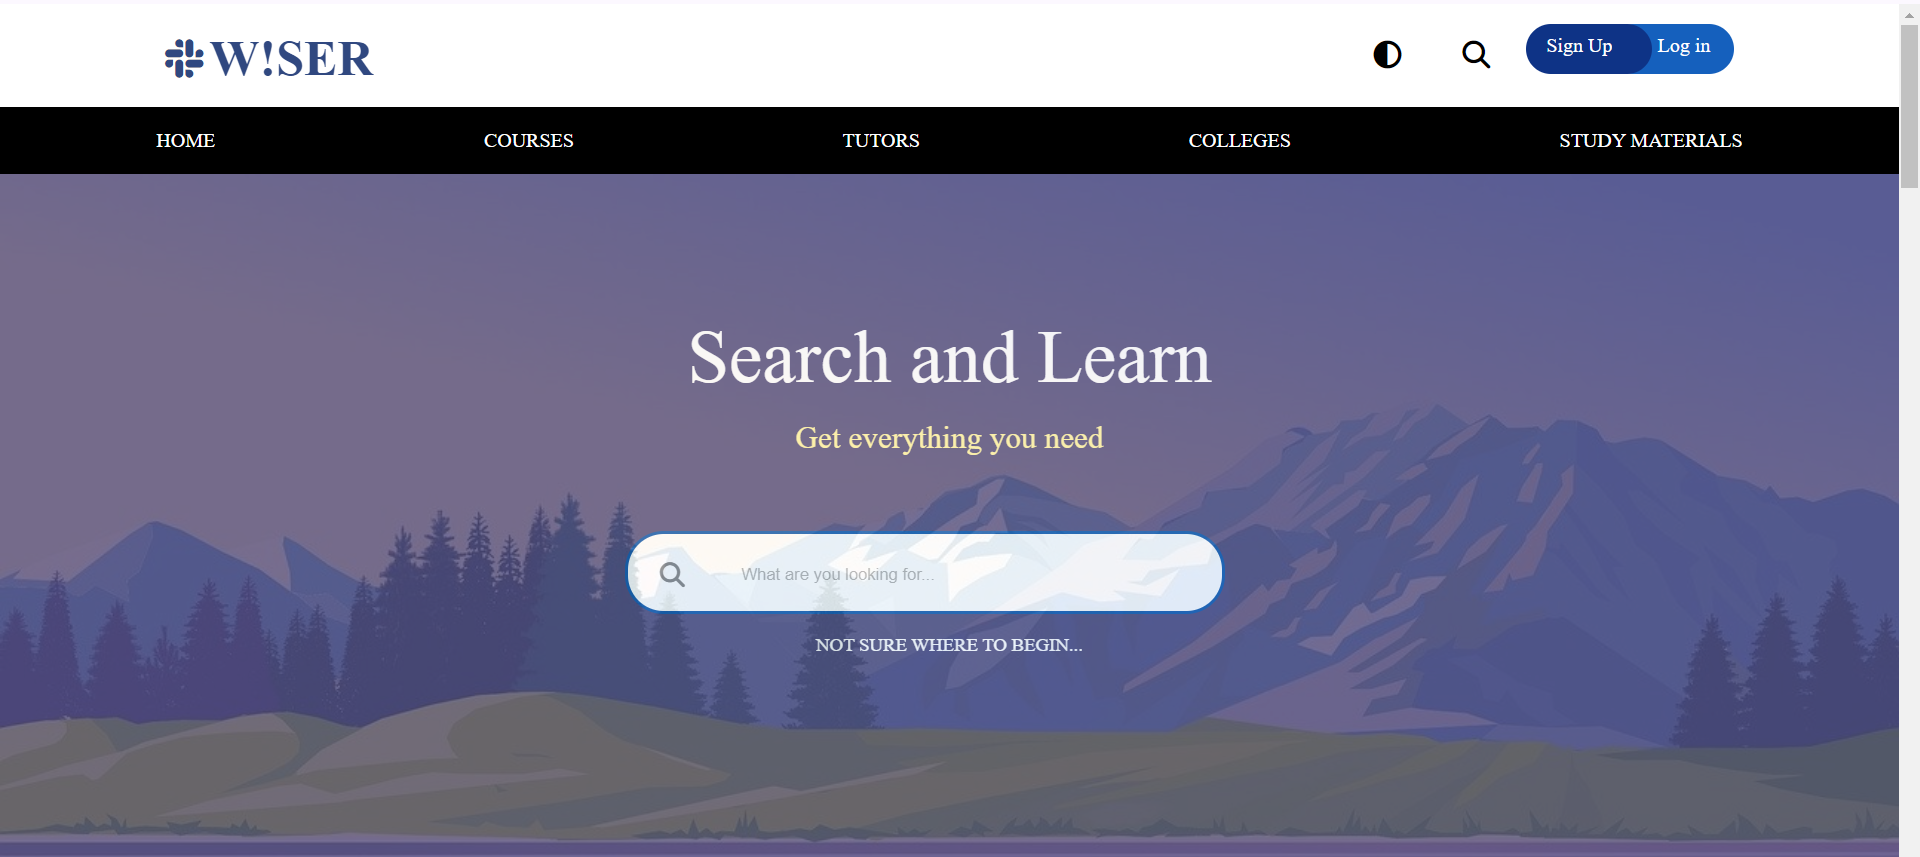 W!SER
Sign Up
Log in
HOME
COURSES
TUTORS
COLLEGES
STUDY MATERIALS
Search and Learn
Get everything you need
What are you looking for...
NOT SURE WHERE TO BEGIN...